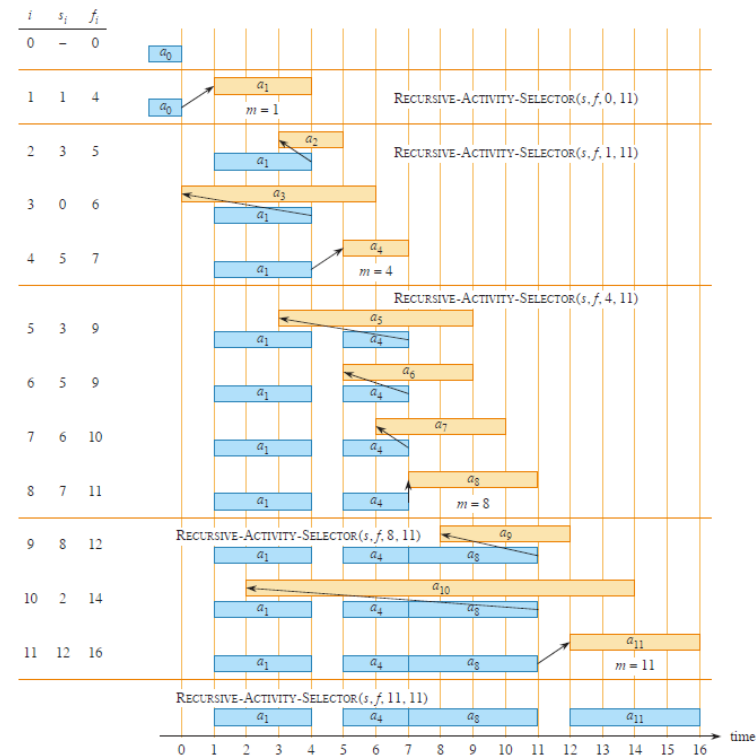 i s_i f_i
0 – 0
a_0
1 1 4
a_0 a_1
m = 1
RECURSIVE-ACTIVITY-SELECTOR(s, f, 0, 11)
2 3 5
a_2
a_1
RECURSIVE-ACTIVITY-SELECTOR(s, f, 1, 11)
3 0 6
a_3
a_1
4 5 7
a_4
a_1
m = 4
RECURSIVE-ACTIVITY-SELECTOR(s, f, 4, 11)
5 3 9
a_5
a_1 a_4
6 5 9
a_6
a_1 a_4
7 6 10
a_7
a_1 a_4
8 7 11
a_8
a_1 a_4
m = 8
RECURSIVE-ACTIVITY-SELECTOR(s, f, 8, 11)
9 8 12
a_9
a_1 a_4 a_8
10 2 14
a_10
a_1 a_4 a_8
11 12 16
a_11
a_1 a_4 a_8
m = 11
RECURSIVE-ACTIVITY-SELECTOR(s, f, 11, 11)
a_1 a_4 a_8 a_11
time
0 1 2 3 4 5 6 7 8 9 10 11 12 13 14 15 16